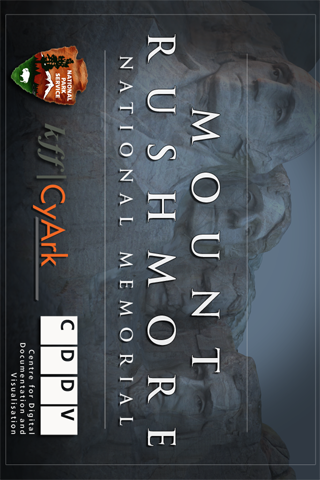 MOUNT
RUSHMORE
NATIONAL MEMORIAL
NATIONAL
PARK
SERVICE
kff | CyArk
CDDV
Centre for Digital
Documentation and
Visualisation